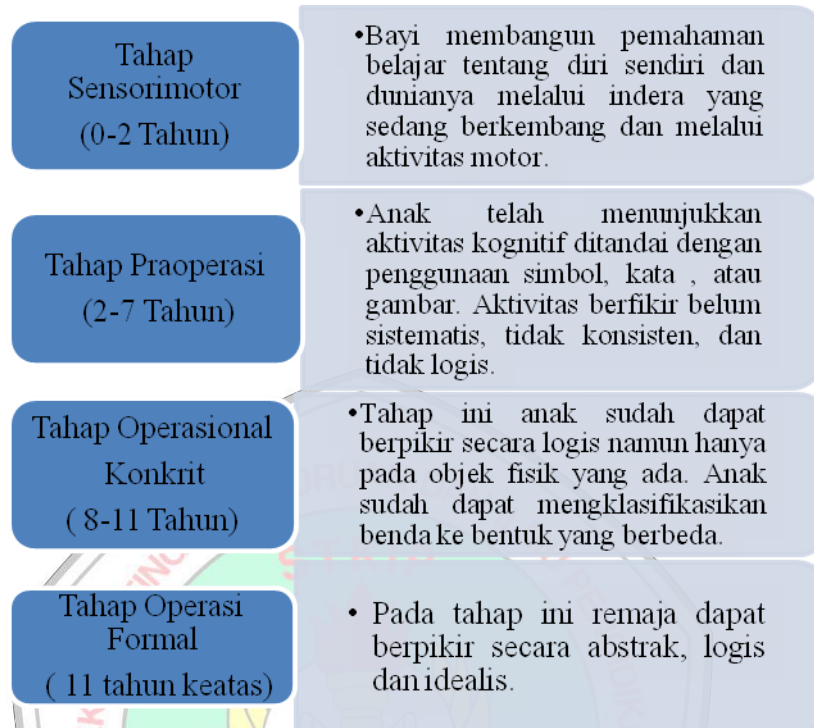 Tahap
Sensorimotor
(0-2 Tahun)
•Bayi membangun pemahaman
belajar tentang diri sendiri dan
dunianya melalui indera yang
sedang berkembang dan melalui
aktivitas motor.
Tahap Praoperasi
(2-7 Tahun)
•Anak telah menunjukkan
aktivitas kognitif ditandai dengan
penggunaan simbol, kata , atau
gambar. Aktivitas berfikir belum
sistematis, tidak konsisten, dan
tidak logis.
Tahap Operasional
Konkrit
( 8-11 Tahun)
•Tahap ini anak sudah dapat
berpikir secara logis namun hanya
pada objek fisik yang ada. Anak
sudah dapat mengklasifikasikan
benda ke bentuk yang berbeda.
Tahap Operasi
Formal
( 11 tahun keatas)
• Pada tahap ini remaja dapat
berpikir secara abstrak, logis
dan idealis.